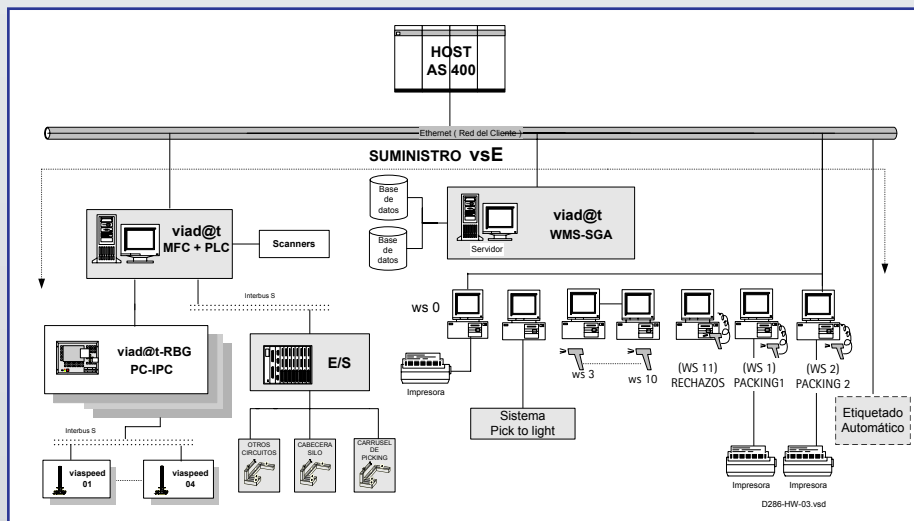 HOST
AS 400
Ethernet ( Red del Cliente )
SUMINISTRO vsE
Base
de
datos
Base
de
datos
viad@t
WMS-SGA
Servidor
viad@t
MFC + PLC
Scanners
Interbus S
ws 0
viad@t-RBG
PC-IPC
E/S
Impresora
ws 3
ws 10
(WS 11)
RECHAZOS
(WS 1)
PACKING1
(WS 2)
PACKING 2
Sistema
Pick to light
Etiquetado
Automático
Interbus S
OTROS
CIRCUITOS
CABECERA
SILO
CARRUSEL
DE
PICKING
viaspeed
01
viaspeed
04
Impresora
Impresora
D286-HW-03.vsd